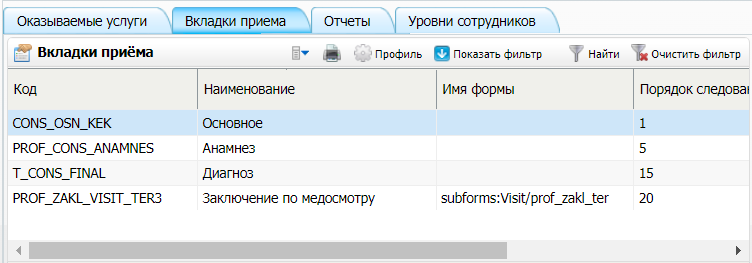 Оказываемые услуги Вкладки приема Отчеты Уровни сотрудников
Вкладки приёма Профиль Показать фильтр Найти Очистить фильтр
Код Наименование Имя формы Порядок следован
CONS_OSN_KEK Основное 1
PROF_CONS_ANAMNES Анамнез 5
T_CONS_FINAL Диагноз 15
PROF_ZAKL_VISIT_TER3 Заключение по медосмотру subforms:Visit/prof_zakl_ter 20